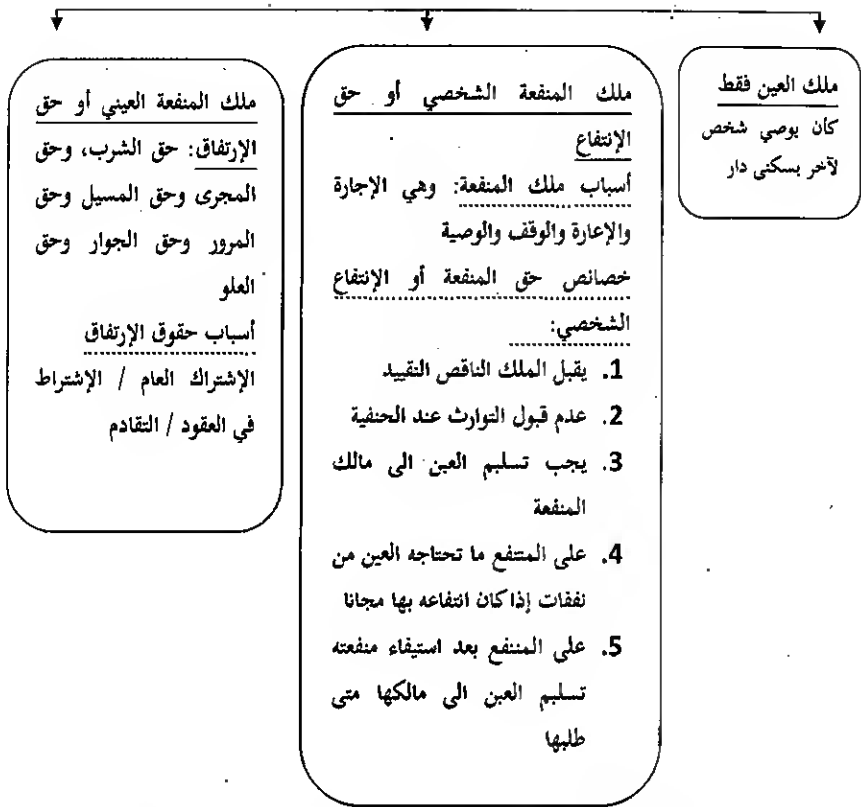 ملك العين فقط
كان يوصي شخص
لآخر بسكنى دار
ملك المنفعة الشخصي أو حق
الإنتفاع
أسباب ملك المنفعة: وهي الإجارة
والإعارة والوقف والوصية
خصائص حق المنفعة أو الإنتفاع
الشخصي:
1. يقبل الملك الناقص التقييد
2. عدم قبول التوارث عند الحنفية
3. يجب تسليم العين الى مالك
المنفعة
4. على المنتفع ما تحتاجه العين من
نفقات إذا كان انتفاعه بها مجانا
5. على المنتفع بعد استيفاء منفعته
تسليم العين الى مالكها متى
طلبها
ملك المنفعة العيني أو حق
الإرتفاق: حق الشرب، وحق
المجرى وحق المسيل وحق
المرور وحق الجوار وحق
العلو
أسباب حقوق الإرتفاق
الإشتراك العام / الإشتراط
في العقود / التقادم